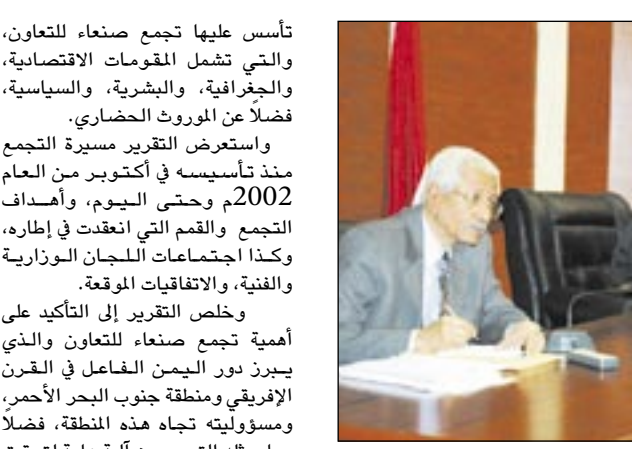 تأسس عليها تجمع صنعاء للتعاون،
والتي تشمل المقومات الاقتصادية،
والجغرافية، والبشرية، والسياسية،
فضلاً عن الموروث الحضاري.
واستعرض التقرير مسيرة التجمع
منذ تأسيسه في أكتوبر من العام
2002م وحتى اليوم، وأهداف
التجمع والقمم التي انعقدت في إطاره،
وكذا اجتماعات اللجان الوزارية
والفنية، والاتفاقيات الموقعة.
وخلص التقرير إلى التأكيد على
أهمية تجمع صنعاء للتعاون والذي
يبرز دور اليمن الفاعل في القرن
الإفريقي ومنطقة جنوب البحر الأحمر،
ومسؤوليته تجاه هذه المنطقة، فضلاً